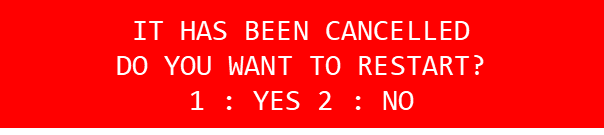 IT HAS BEEN CANCELLED
DO YOU WANT TO RESTART?
1 : YES 2 : NO